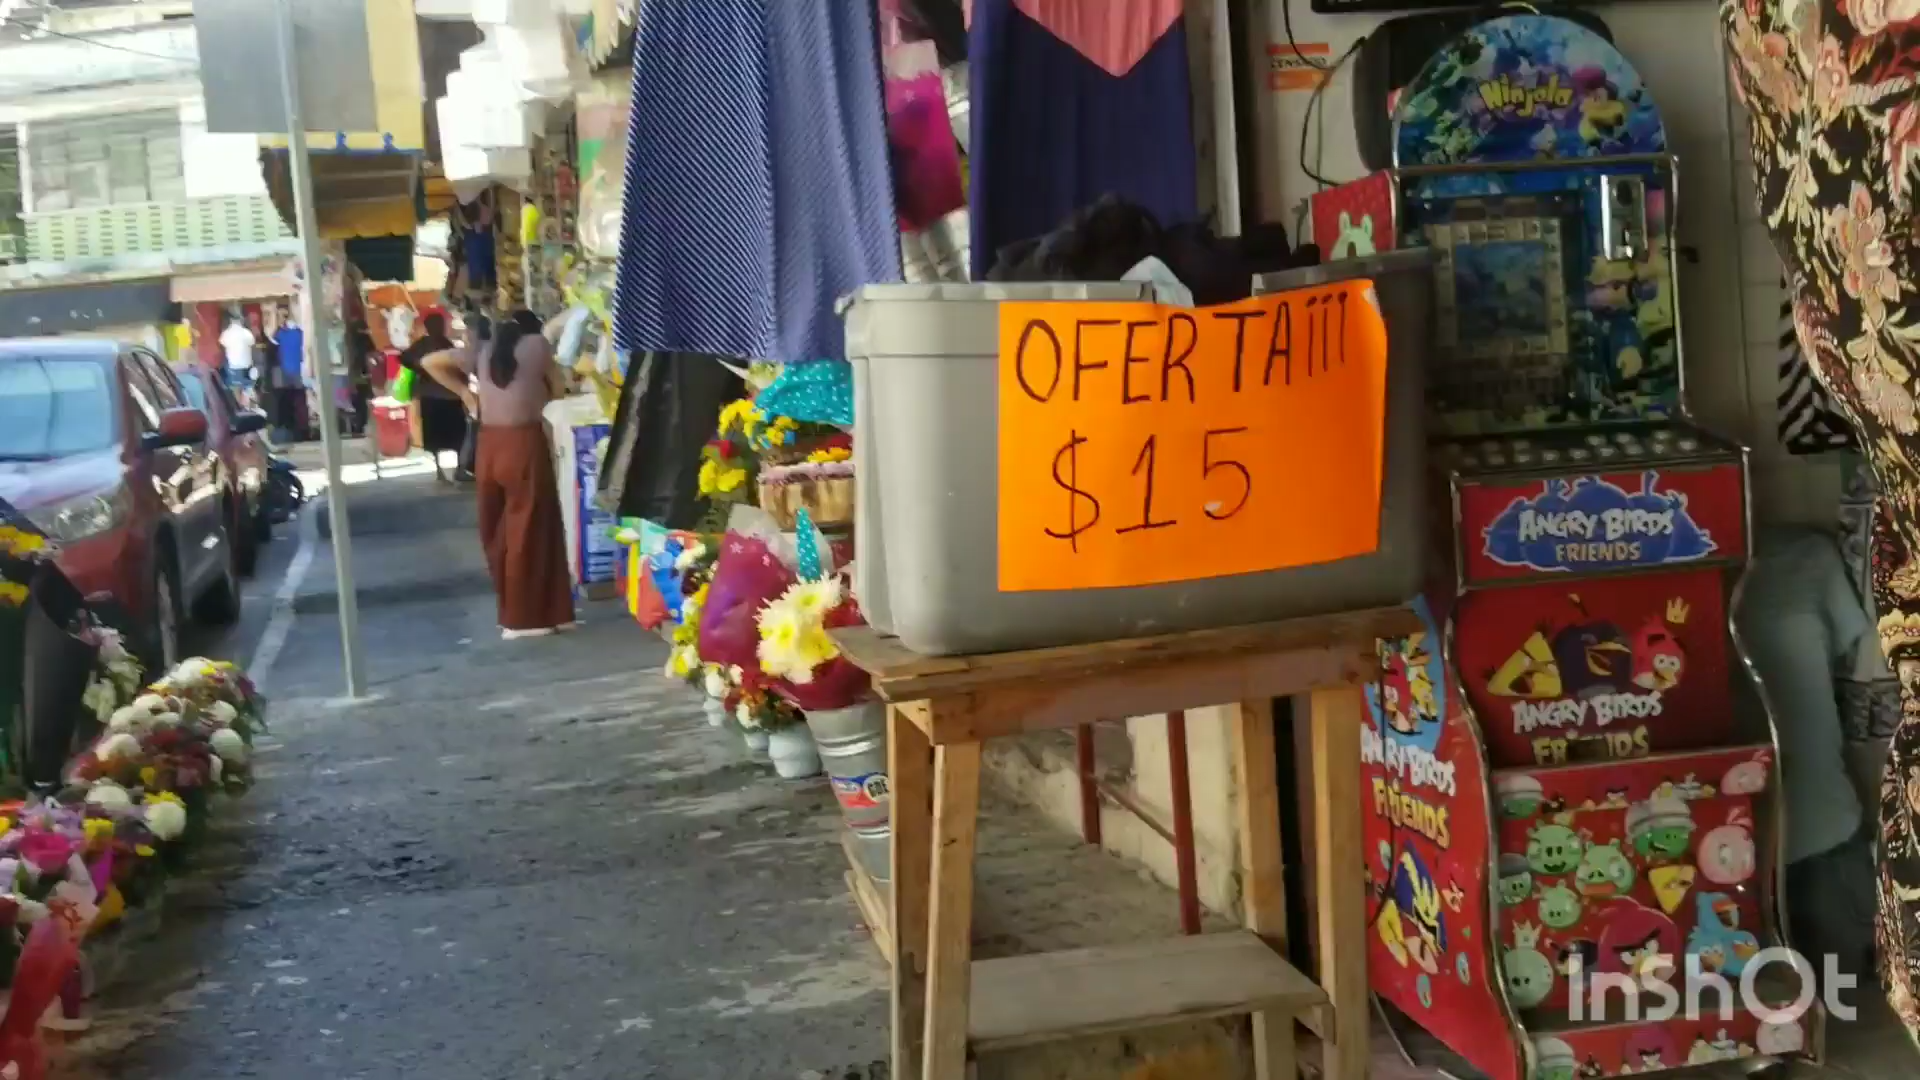 Ninjala
OFERTA¡¡¡
$15
ANGRY BIRDS
FRIENDS
ANGRY BIRDS
FRIENDS
ANGRY BIRDS
FRIENDS
InShOt